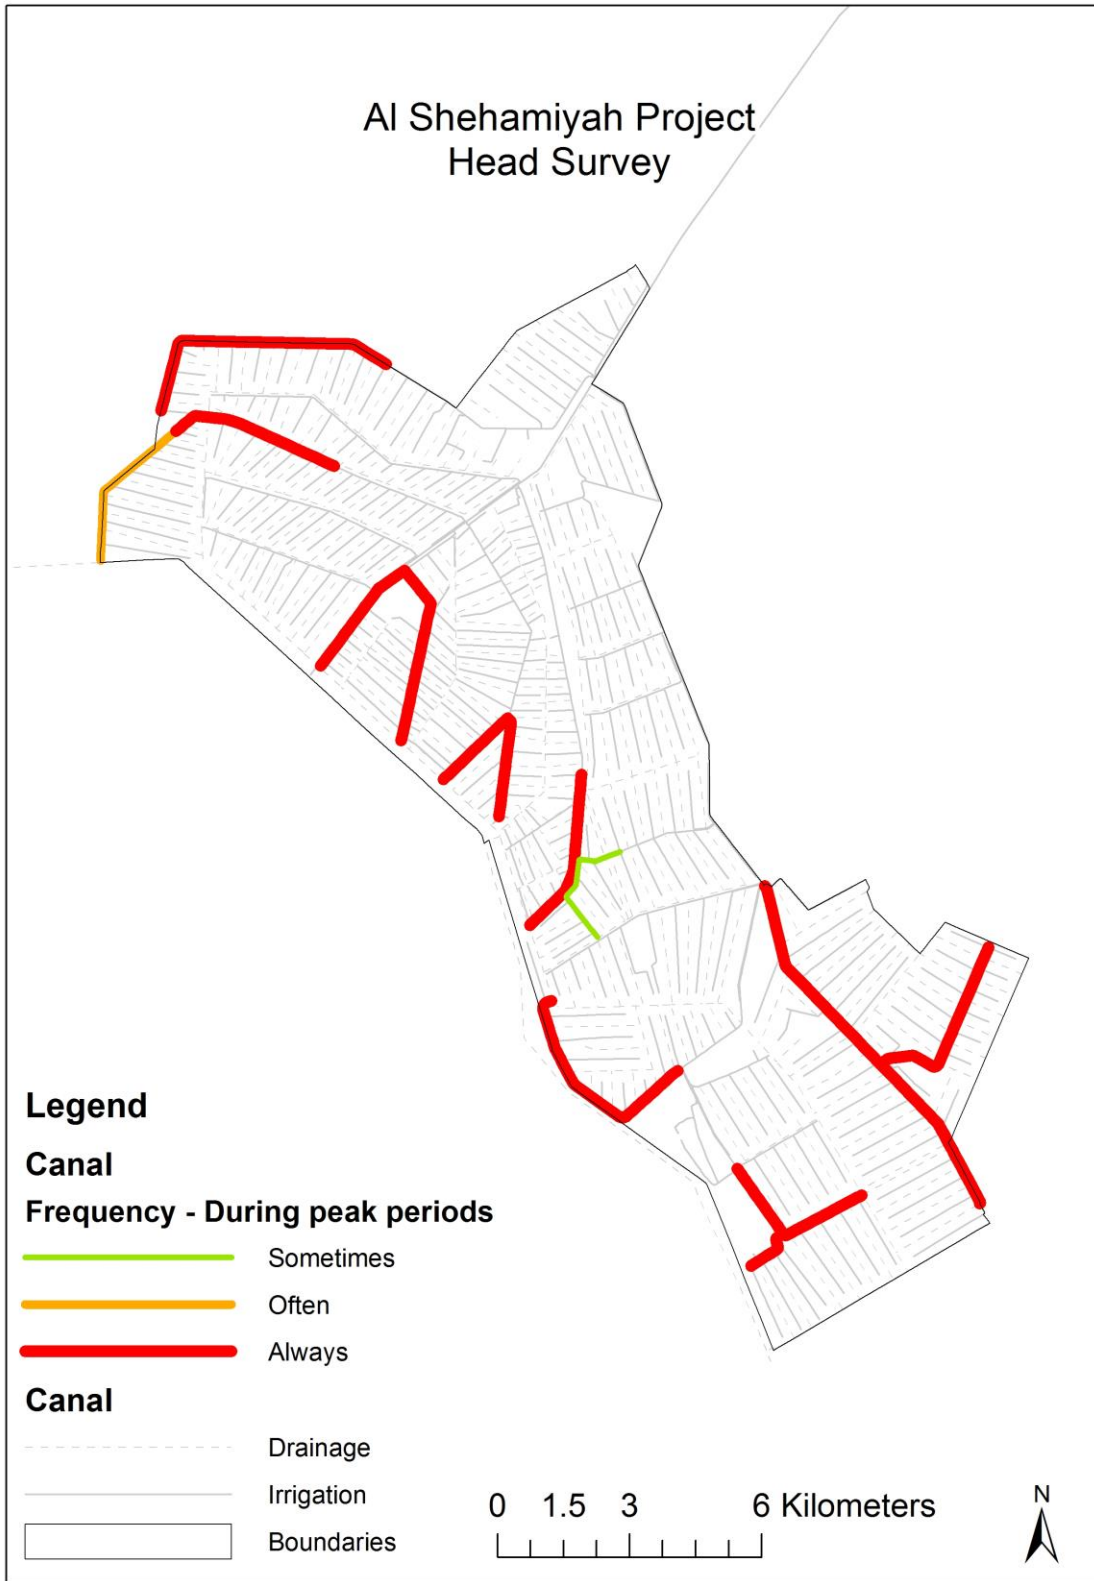 Al Shehamiyah Project
Head Survey
Legend
Canal
Frequency - During peak periods
Sometimes
Often
Always
Canal
Drainage
Irrigation
Boundaries
0 1.5 3 6 Kilometers
N